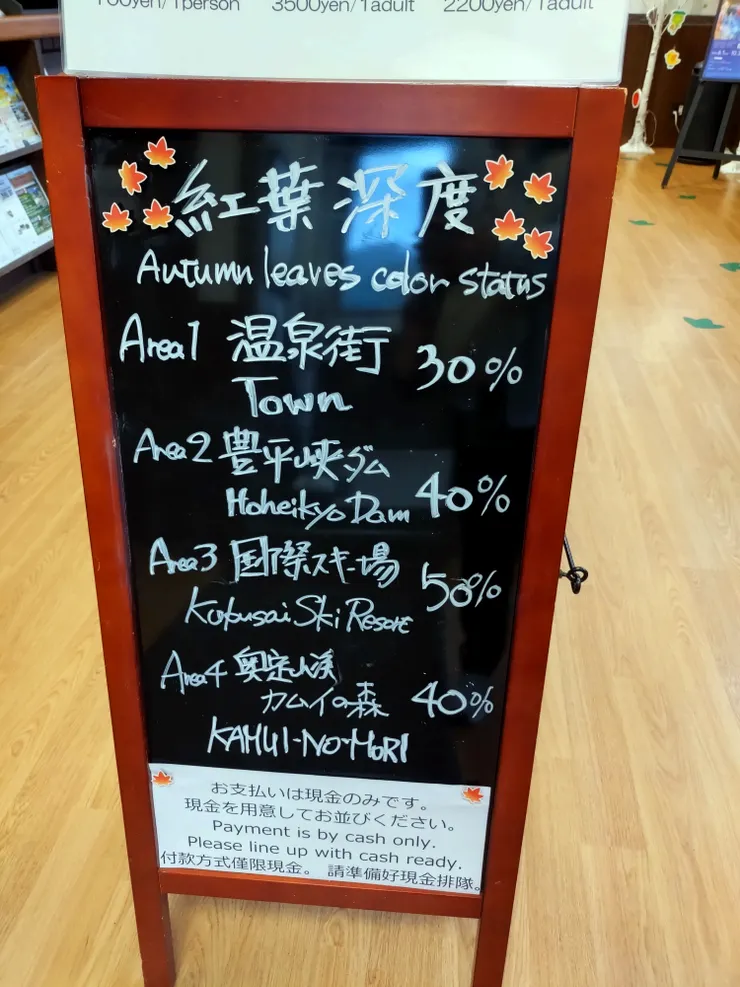 3500yen/1adult 2200yen/1adult
紅葉深度
Autumn leaves color status
Area1 温泉街 30%
Town
Area2 豊平峡ダム
Hoheikyo Dam 40%
Area3 国際スキー場 50%
Kokusai Ski Resort
Area4 奥定山渓
カムイの森 40%
KAMUI-NO-MORI
お支払いは現金のみです。
現金を用意してお並びください。
Payment is by cash only.
Please line up with cash ready.
付款方式僅限現金。 請準備好現金排隊。